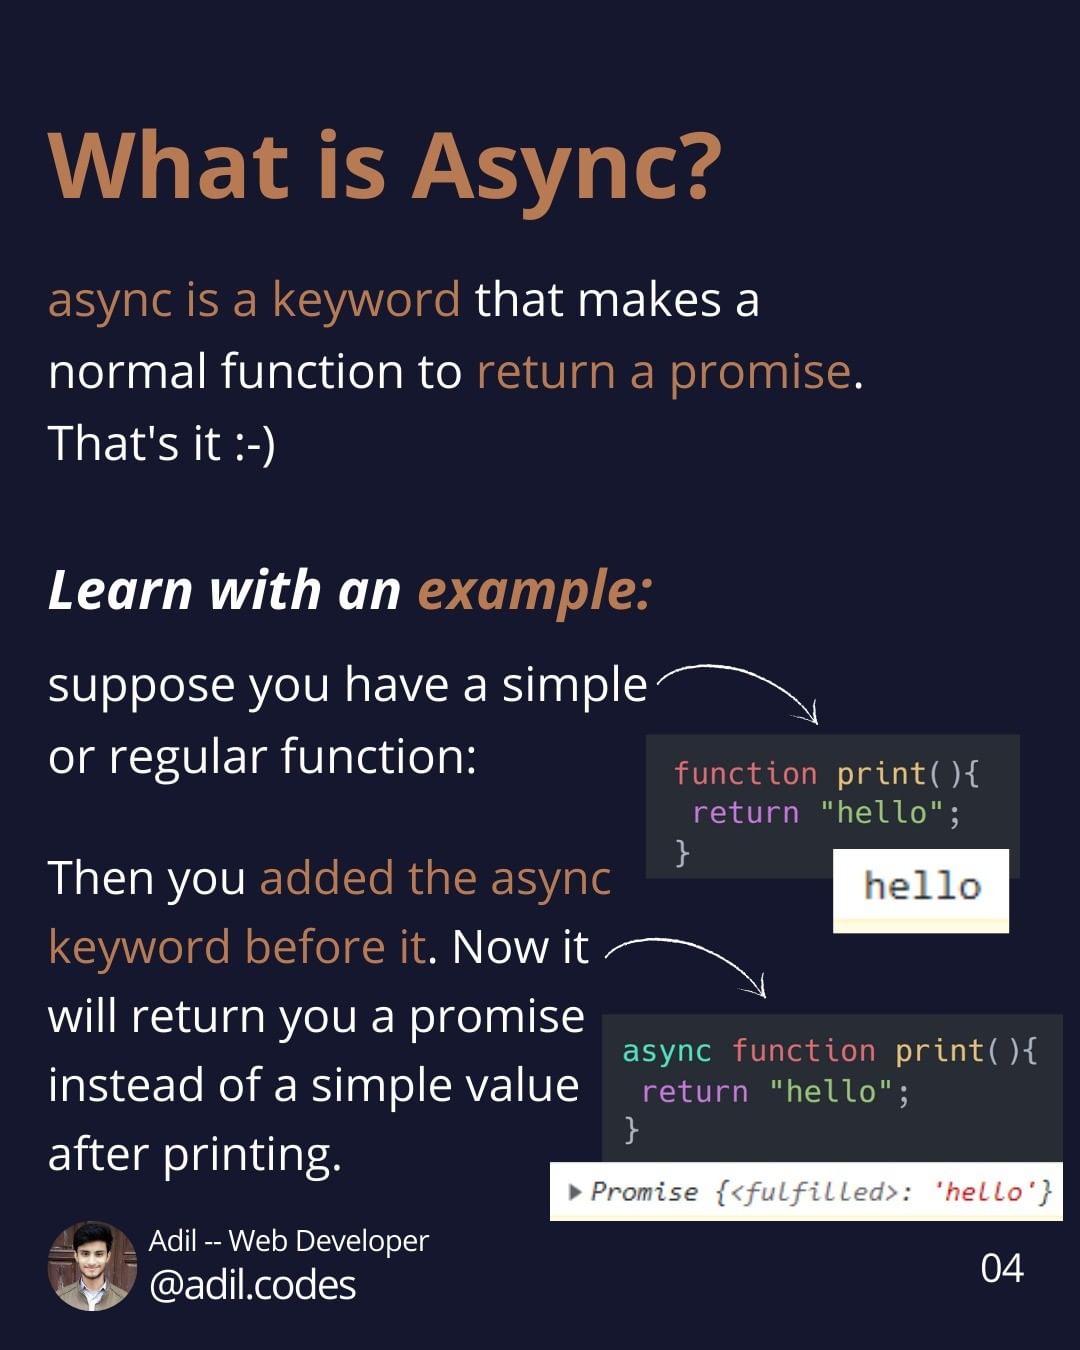 What is Async?
async is a keyword that makes a
normal function to return a promise.
That's it :-)
Learn with an example:
suppose you have a simple
or regular function:
function print(){
return "hello";
}
hello
Then you added the async
keyword before it. Now it
will return you a promise
instead of a simple value
after printing.
async function print(){
return "hello";
}
▶Promise {<fulfilled>: 'hello'}
Adil -- Web Developer
@adil.codes
04